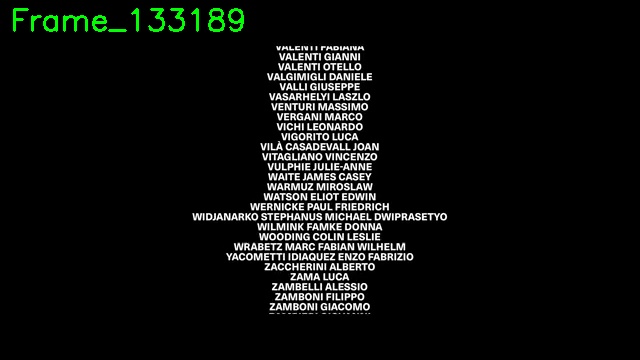 Frame_133189
VALENTI FABIANA
VALENTI GIANNI
VALENTI OTELLO
VALGIMIGLI DANIELE
VALLI GIUSEPPE
VASARHELYI LASZLO
VENTURI MASSIMO
VERGANI MARCO
VICHI LEONARDO
VIGORITO LUCA
VILÀ CASADEVALL JOAN
VITAGLIANO VINCENZO
VULPHIE JULIE-ANNE
WAITE JAMES CASEY
WARMUZ MIROSLAW
WATSON ELIOT EDWIN
WERNICKE PAUL FRIEDRICH
WIDJANARKO STEPHANUS MICHAEL DWIPRASETYO
WILMINK FAMKE DONNA
WOODING COLIN LESLIE
WRABETZ MARC FABIAN WILHELM
YACOMETTI IDIAQUEZ ENZO FABRIZIO
ZACCHERINI ALBERTO
ZAMA LUCA
ZAMBELLI ALESSIO
ZAMBONI FILIPPO
ZAMBONI GIACOMO